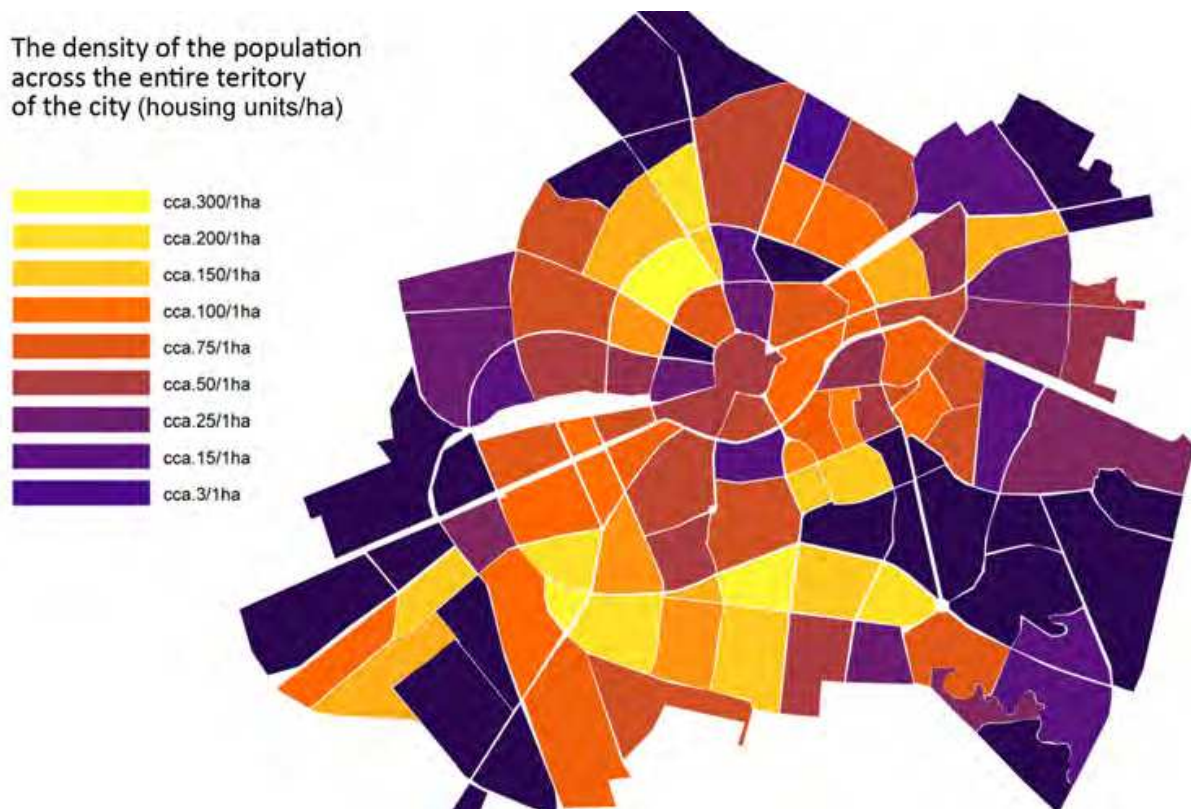 The density of the population
across the entire teritory
of the city (housing units/ha)
cca.300/1ha
cca.200/1ha
cca.150/1ha
cca.100/1ha
cca.75/1ha
cca.50/1ha
cca.25/1ha
cca.15/1ha
cca.3/1ha